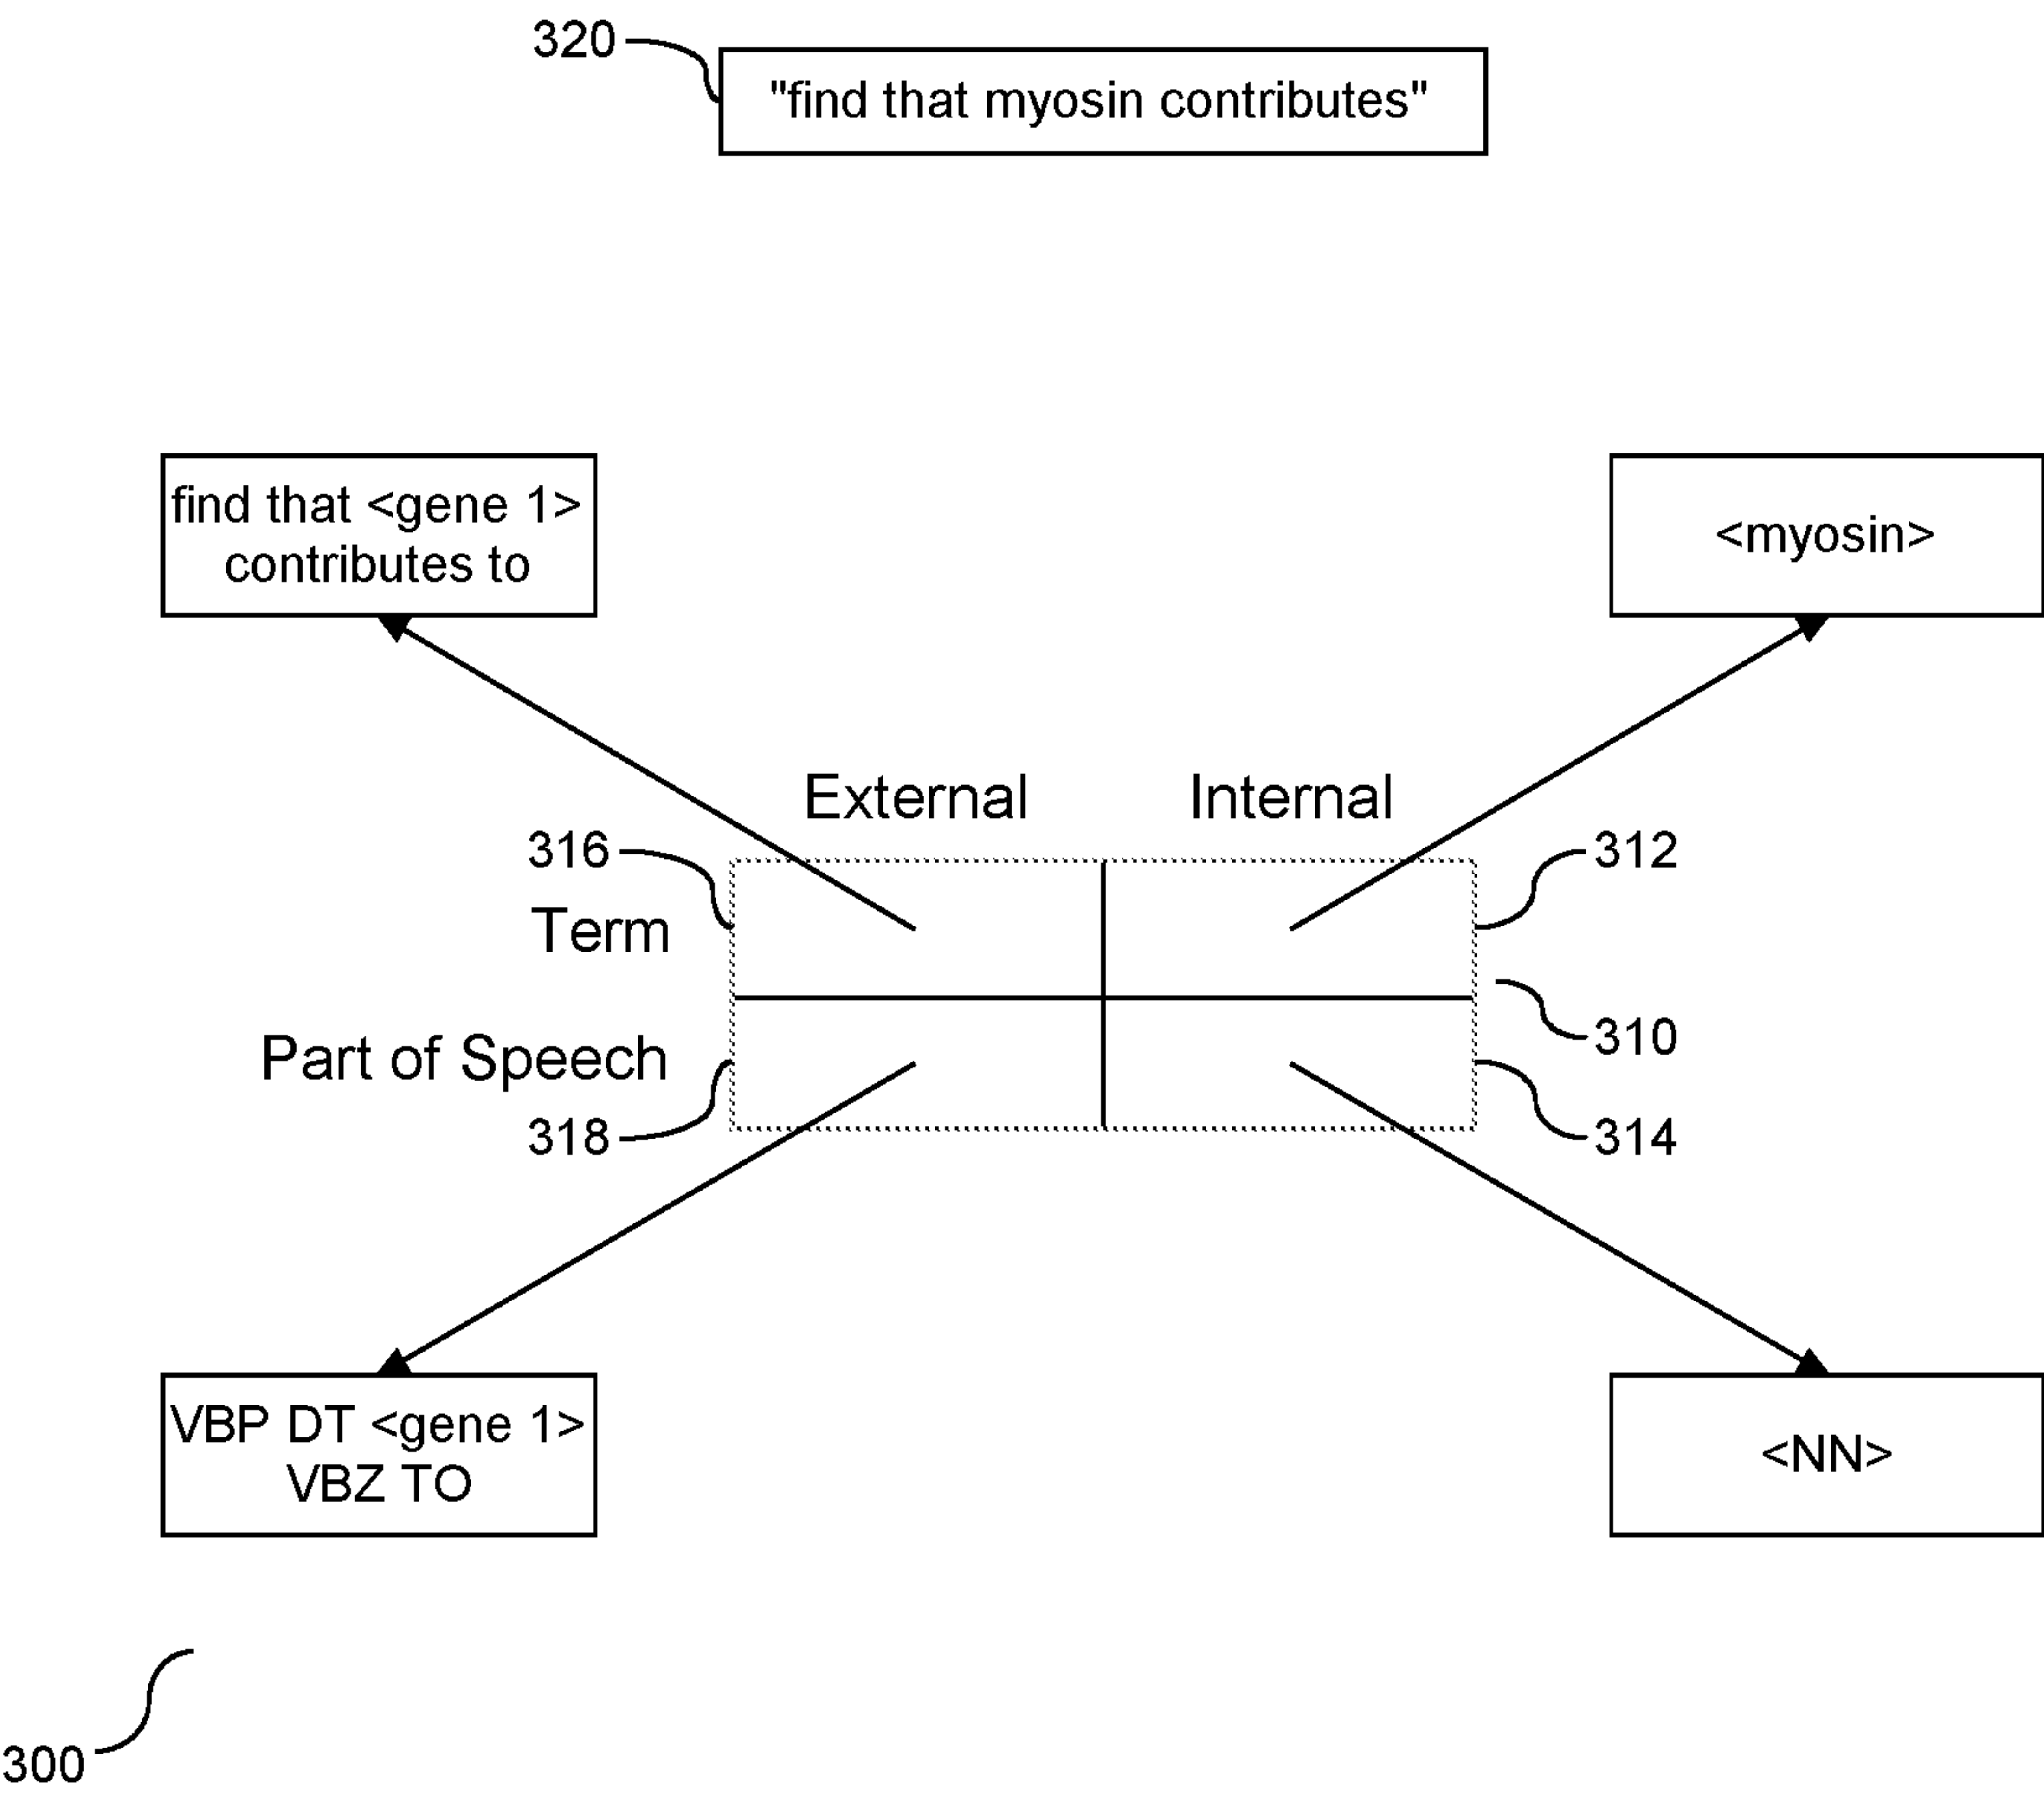 320
"find that myosin contributes"
find that <gene 1>
contributes to
<myosin>
External
Internal
316
312
Term
310
Part of Speech
318
314
VBP DT <gene 1>
VBZ TO
<NN>
300